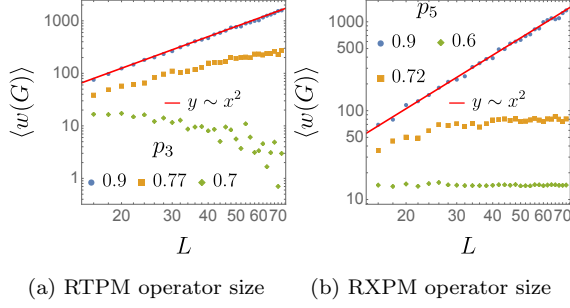 1000
100
10
1
⟨w(G)⟩
y ∼ x²
p₃
0.9 0.77 0.7
20 30 40 50 60 70
L
(a) RTPM operator size
1000
500
100
50
10
⟨w(G)⟩
p₅
0.9 0.6
0.72
y ∼ x²
20 30 40 50 60 70
L
(b) RXPM operator size